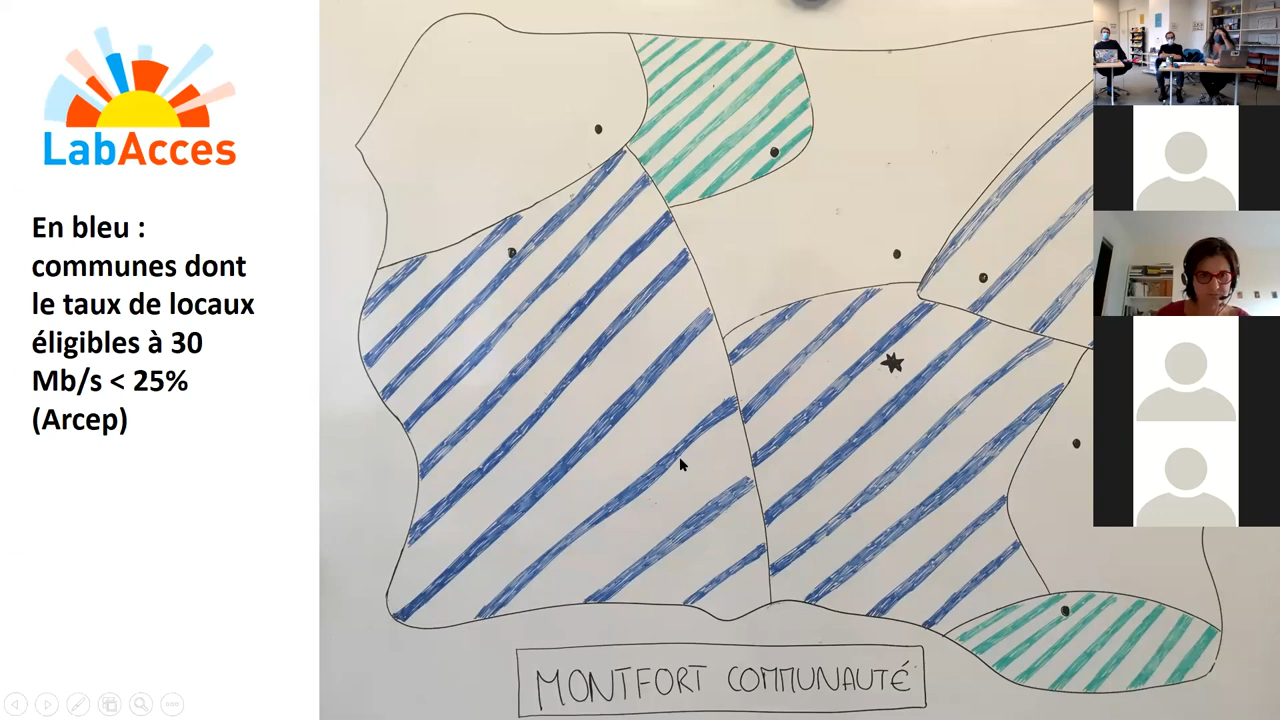 LabAcces
En bleu :
communes dont
le taux de locaux
éligibles à 30
Mb/s < 25%
(Arcep)
MONTFORT COMMUNAUTÉ